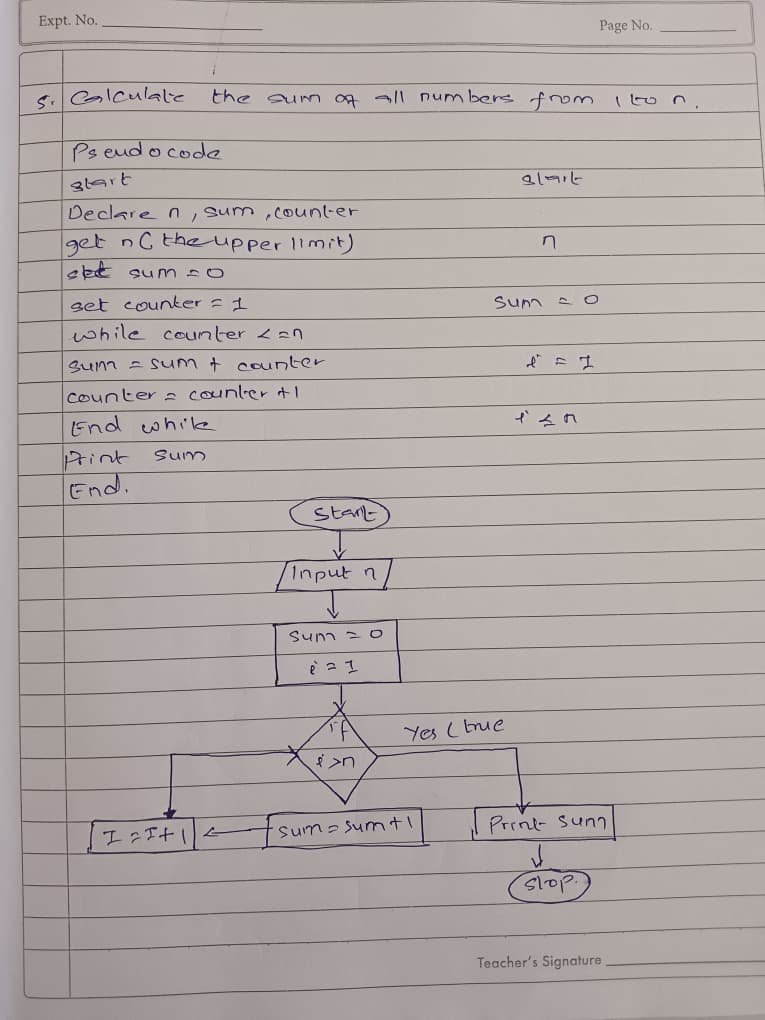 Expt. No.
Page No.
5. Calculate the sum of all numbers from 1 to n.
Pseudocode
start start
Declare n, sum, counter
get n ( the upper limit) n
set sum = 0
set counter = 1 sum = 0
while counter <=n
sum = sum + counter i = 1
counter = counter +1
End while i ≤ n
Print sum
End.
Start
Input n
sum = 0
i = 1
if Yes (true
i >n
I = I + 1 sum = sum + 1 Print sum
Stop.
Teacher's Signature